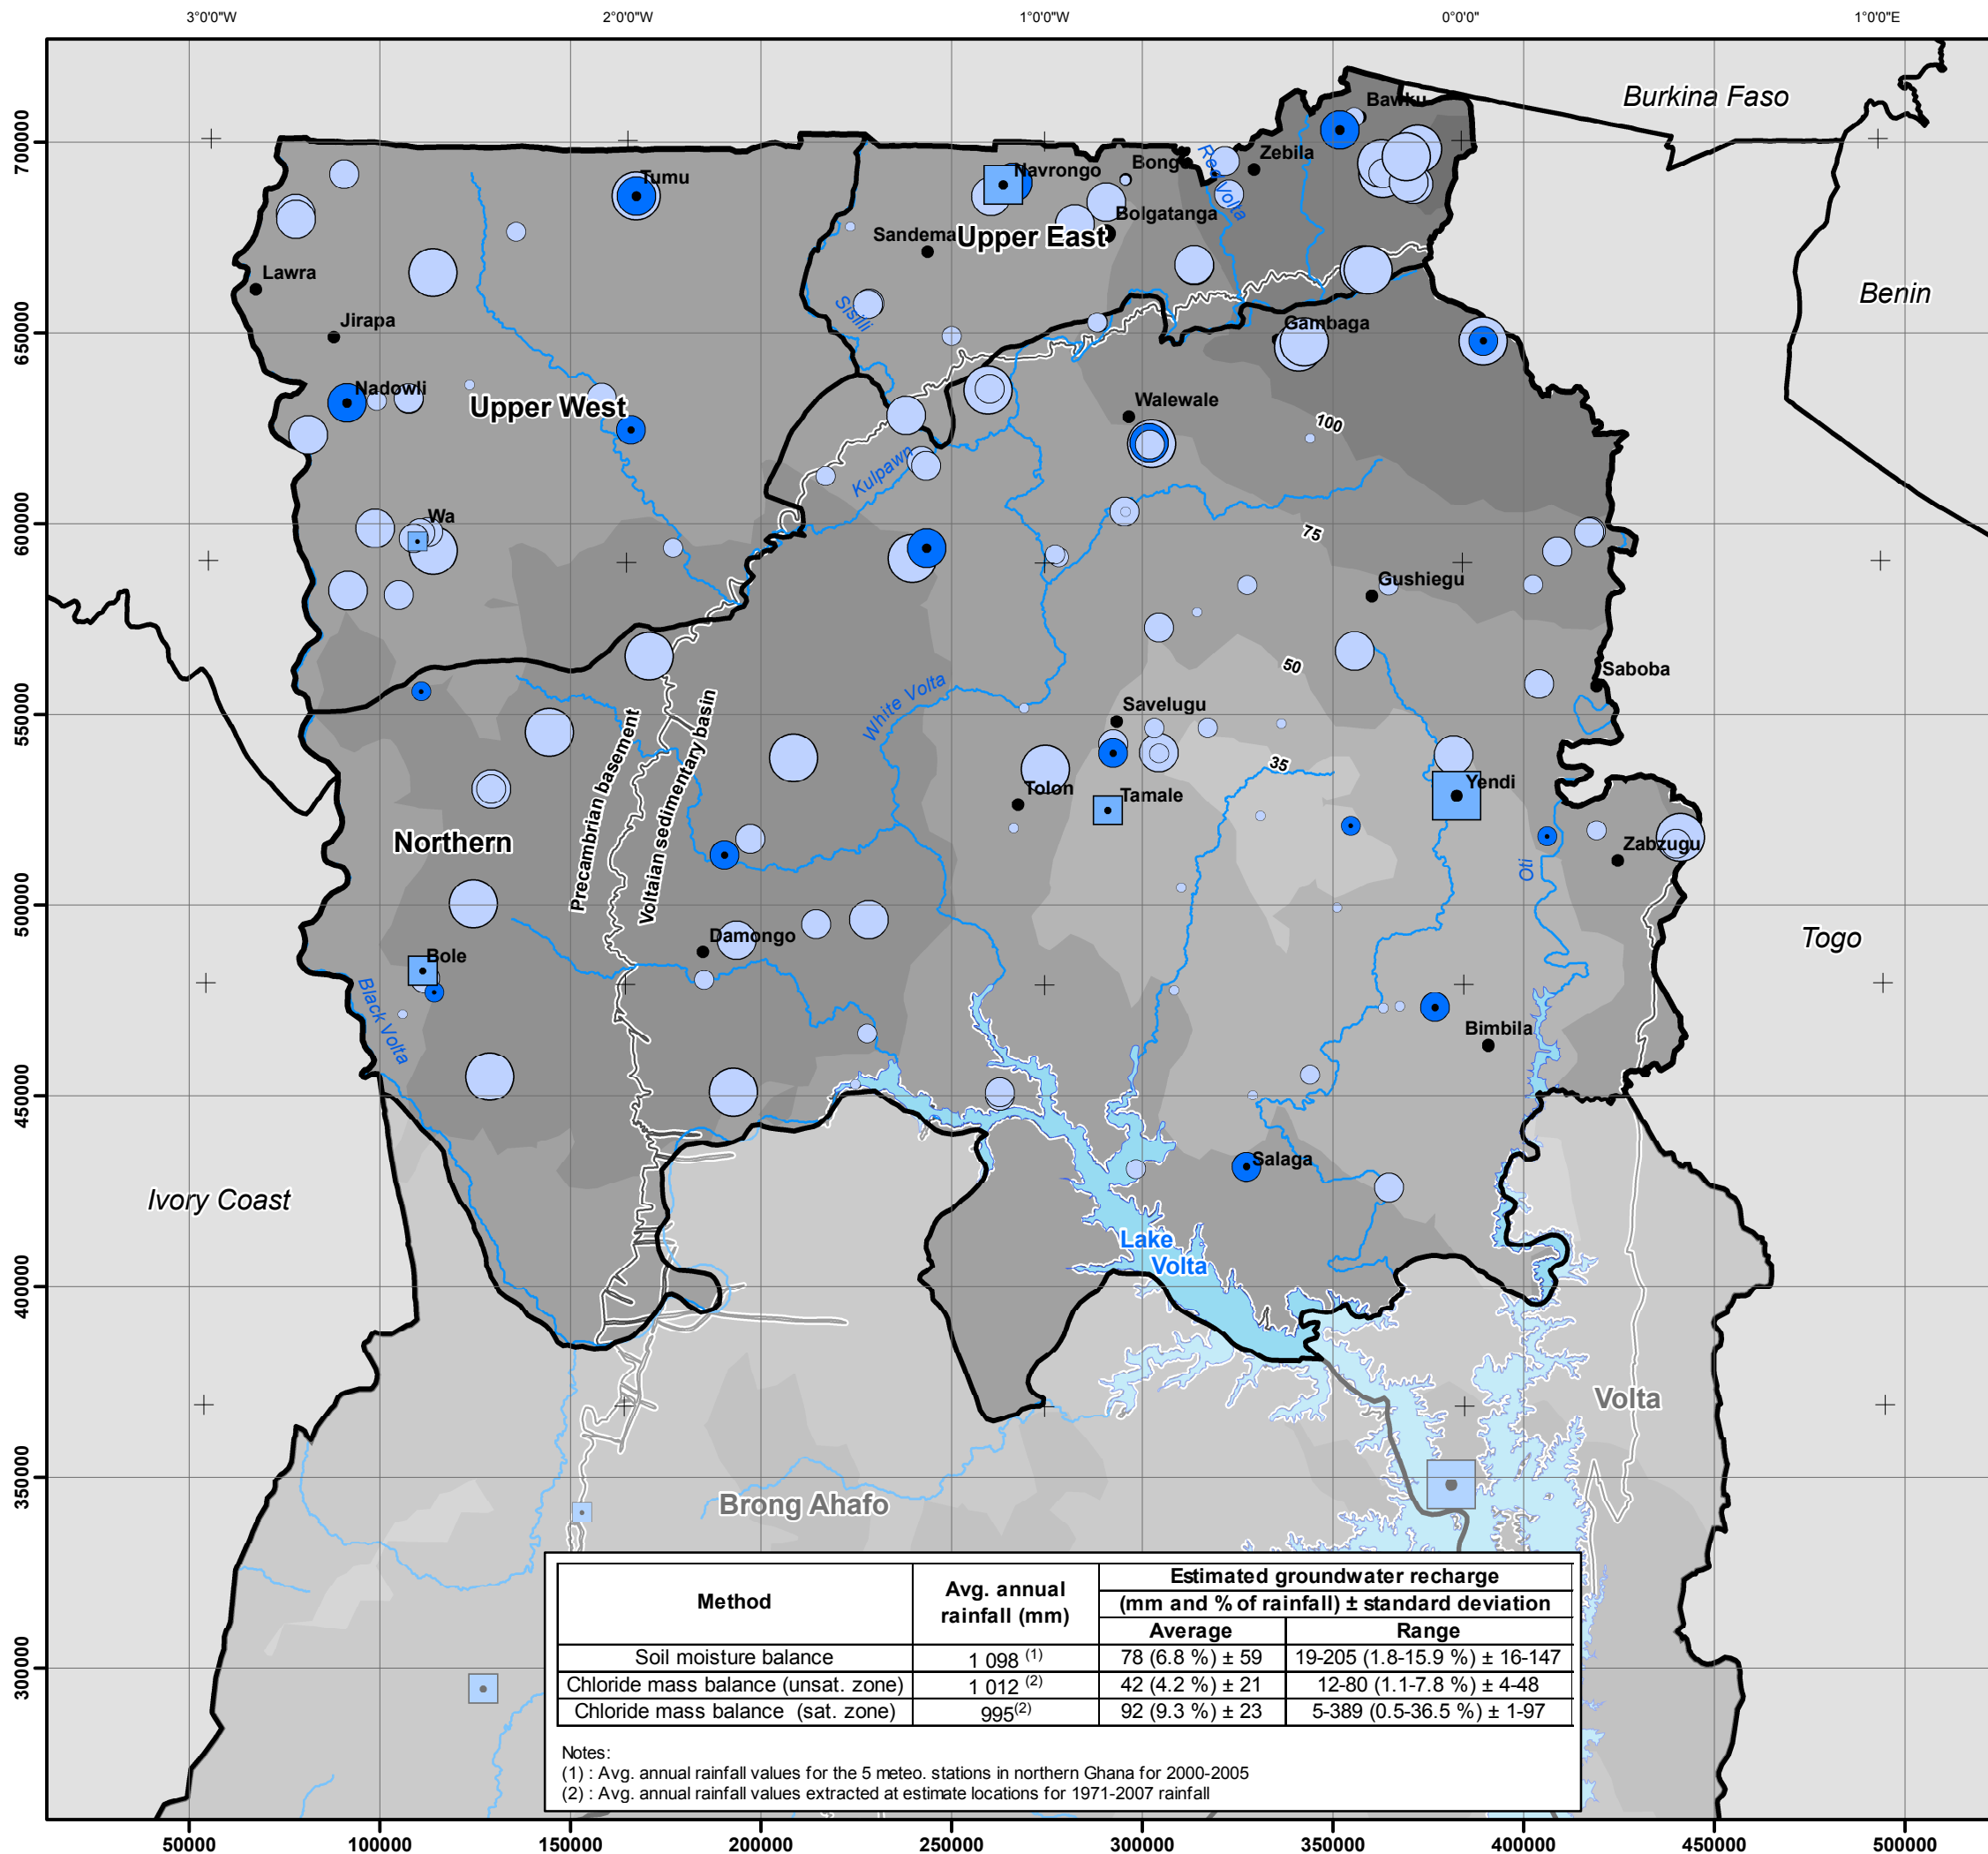 3°0'0"W
2°0'0"W
1°0'0"W
0°0'0"
1°0'0"E
Burkina Faso
Bawku
700000
Bong
Red Volta
Zebila
Navrongo
Tumu
Bolgatanga
Sandema
Upper East
Lawra
Benin
Sisilli
Jirapa
Gambaga
650000
Nadowli
Upper West
Walewale
100
Kulpawn
Wa
75
600000
Gushiegu
50
Saboba
White Volta
Savelugu
550000
Precambrian basement
Voltaian sedimentary basin
35
Yendi
Tolon
Tamale
Northern
Zabzugu
Oti
500000
Damongo
Togo
Bole
Black Volta
Bimbila
450000
Salaga
Ivory Coast
Lake
Volta
400000
Volta
350000
Brong Ahafo
Method
Avg. annual
rainfall (mm)
Estimated groundwater recharge
(mm and % of rainfall) ± standard deviation
Average
Range
Soil moisture balance 1 098 (1) 78 (6.8 %) ± 59 19-205 (1.8-15.9 %) ± 16-147
300000
Chloride mass balance (unsat. zone) 1 012 (2) 42 (4.2 %) ± 21 12-80 (1.1-7.8 %) ± 4-48
Chloride mass balance (sat. zone) 995(2) 92 (9.3 %) ± 23 5-389 (0.5-36.5 %) ± 1-97
Notes:
(1) : Avg. annual rainfall values for the 5 meteo. stations in northern Ghana for 2000-2005
(2) : Avg. annual rainfall values extracted at estimate locations for 1971-2007 rainfall
50000
100000
150000
200000
250000
300000
350000
400000
450000
500000